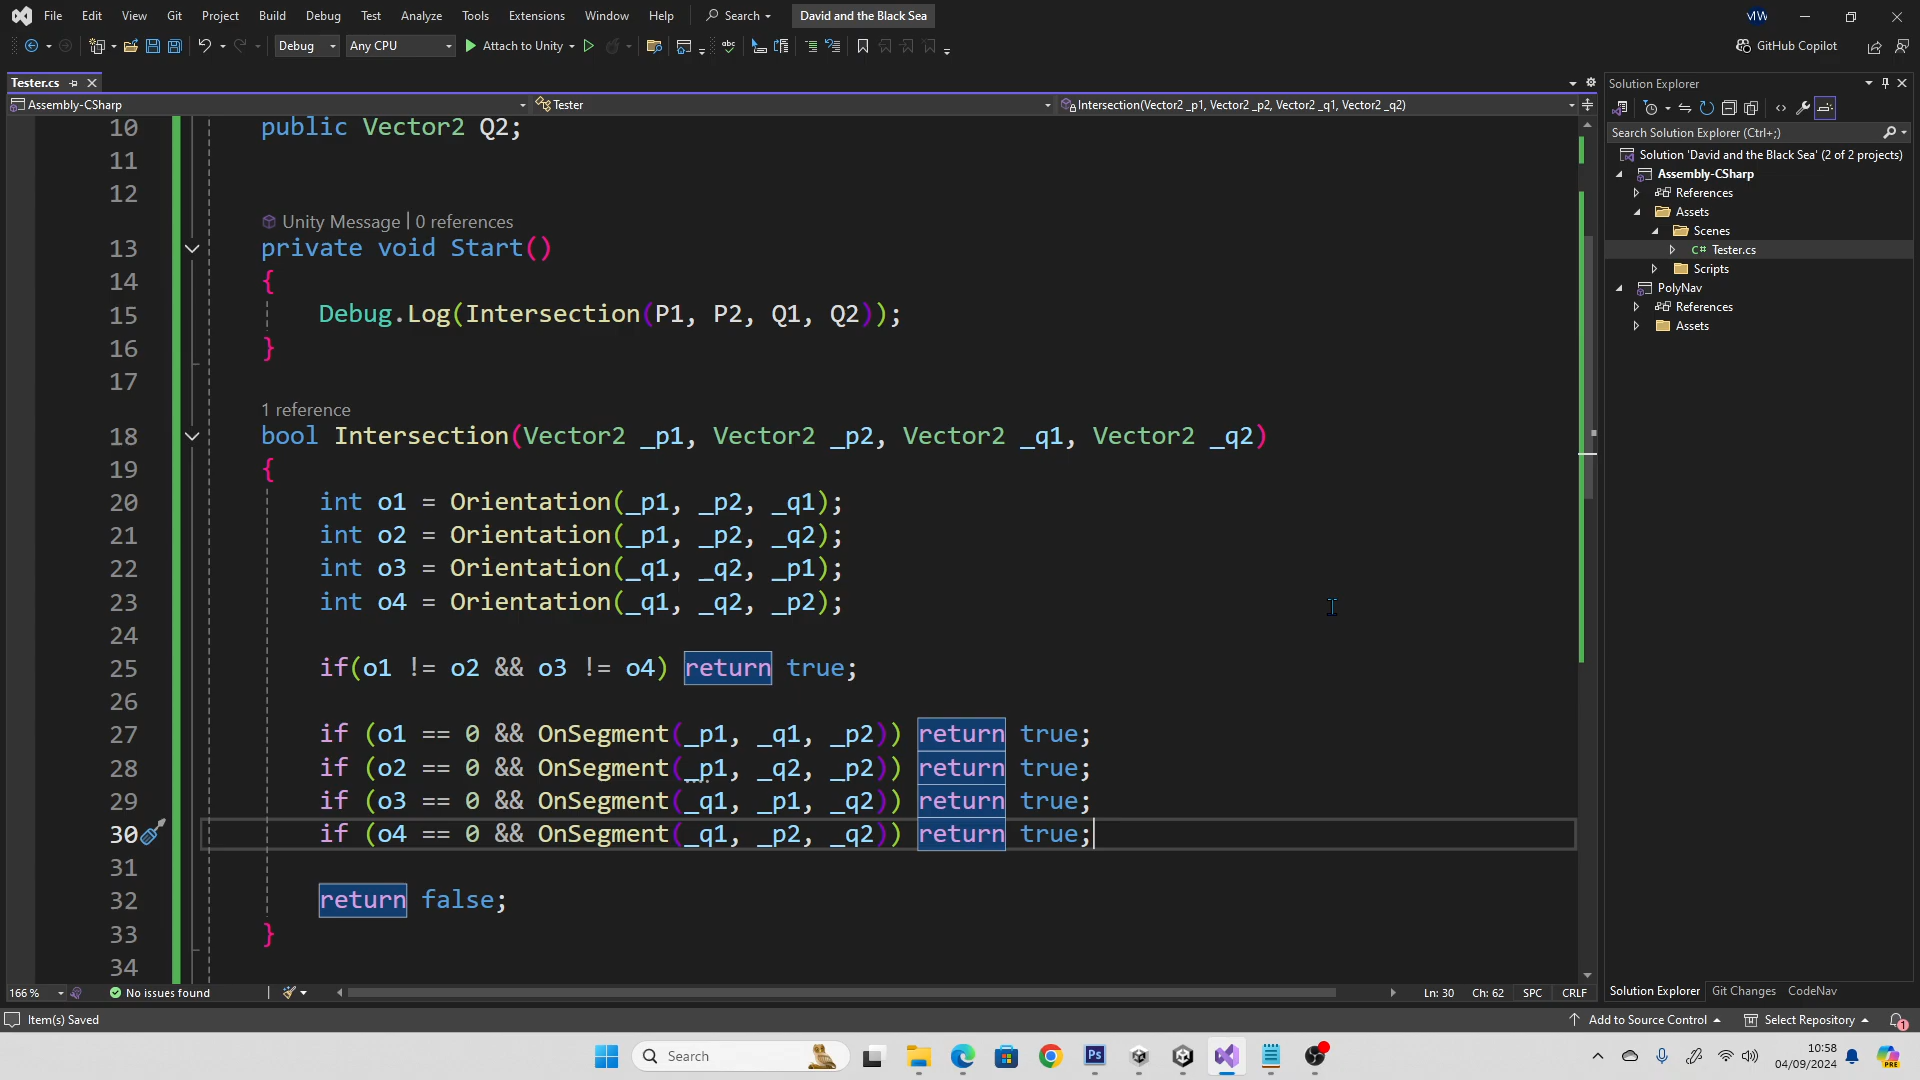 File Edit View Git Project Build Debug Test Analyze Tools Extensions Window Help Search David and the Black Sea
Debug Any CPU Attach to Unity GitHub Copilot
Tester.cs
Assembly-CSharp Tester Intersection(Vector2 _p1, Vector2 _p2, Vector2 _q1, Vector2 _q2)
10 public Vector2 Q2;
11
12
Unity Message | 0 references
13 private void Start()
14 {
15 Debug.Log(Intersection(P1, P2, Q1, Q2));
16 }
17
1 reference
18 bool Intersection(Vector2 _p1, Vector2 _p2, Vector2 _q1, Vector2 _q2)
19 {
20 int o1 = Orientation(_p1, _p2, _q1);
21 int o2 = Orientation(_p1, _p2, _q2);
22 int o3 = Orientation(_q1, _q2, _p1);
23 int o4 = Orientation(_q1, _q2, _p2);
24
25 if(o1 != o2 && o3 != o4) return true;
26
27 if (o1 == 0 && OnSegment(_p1, _q1, _p2)) return true;
28 if (o2 == 0 && OnSegment(_p1, _q2, _p2)) return true;
29 if (o3 == 0 && OnSegment(_q1, _p1, _q2)) return true;
30 if (o4 == 0 && OnSegment(_q1, _p2, _q2)) return true;
31
32 return false;
33 }
34
166 % No issues found Ln: 30 Ch: 62 SPC CRLF
Solution Explorer
Search Solution Explorer (Ctrl+;)
Solution 'David and the Black Sea' (2 of 2 projects)
Assembly-CSharp
References
Assets
Scenes
C# Tester.cs
Scripts
PolyNav
References
Assets
Solution Explorer Git Changes CodeNav
Item(s) Saved Add to Source Control Select Repository 1
Search
Ps
10:58
04/09/2024
PRE